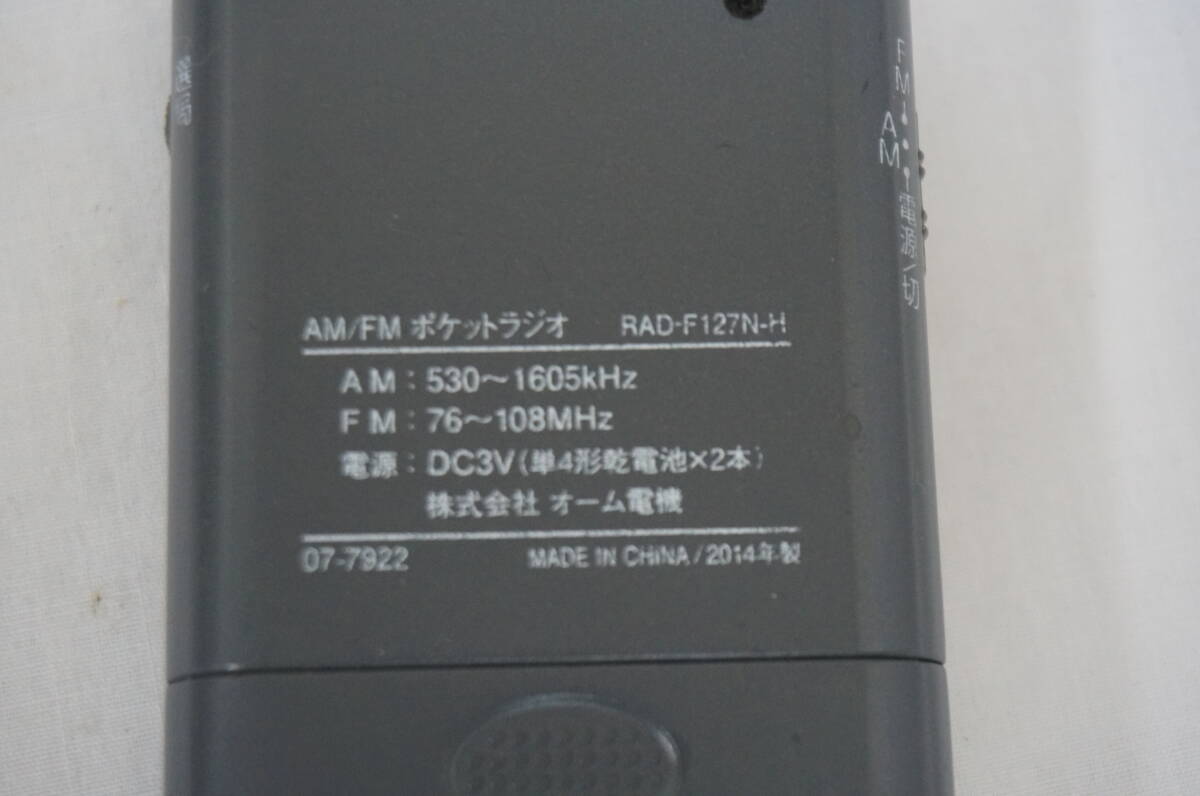 選局
FM
AM
電源/切
AM/FM ポケットラジオ RAD-F127N-H
AM:530～1605kHz
FM:76～108MHz
電源:DC3V(単4形乾電池×2本)
株式会社 オーム電機
07-7922 MADE IN CHINA/2014年製